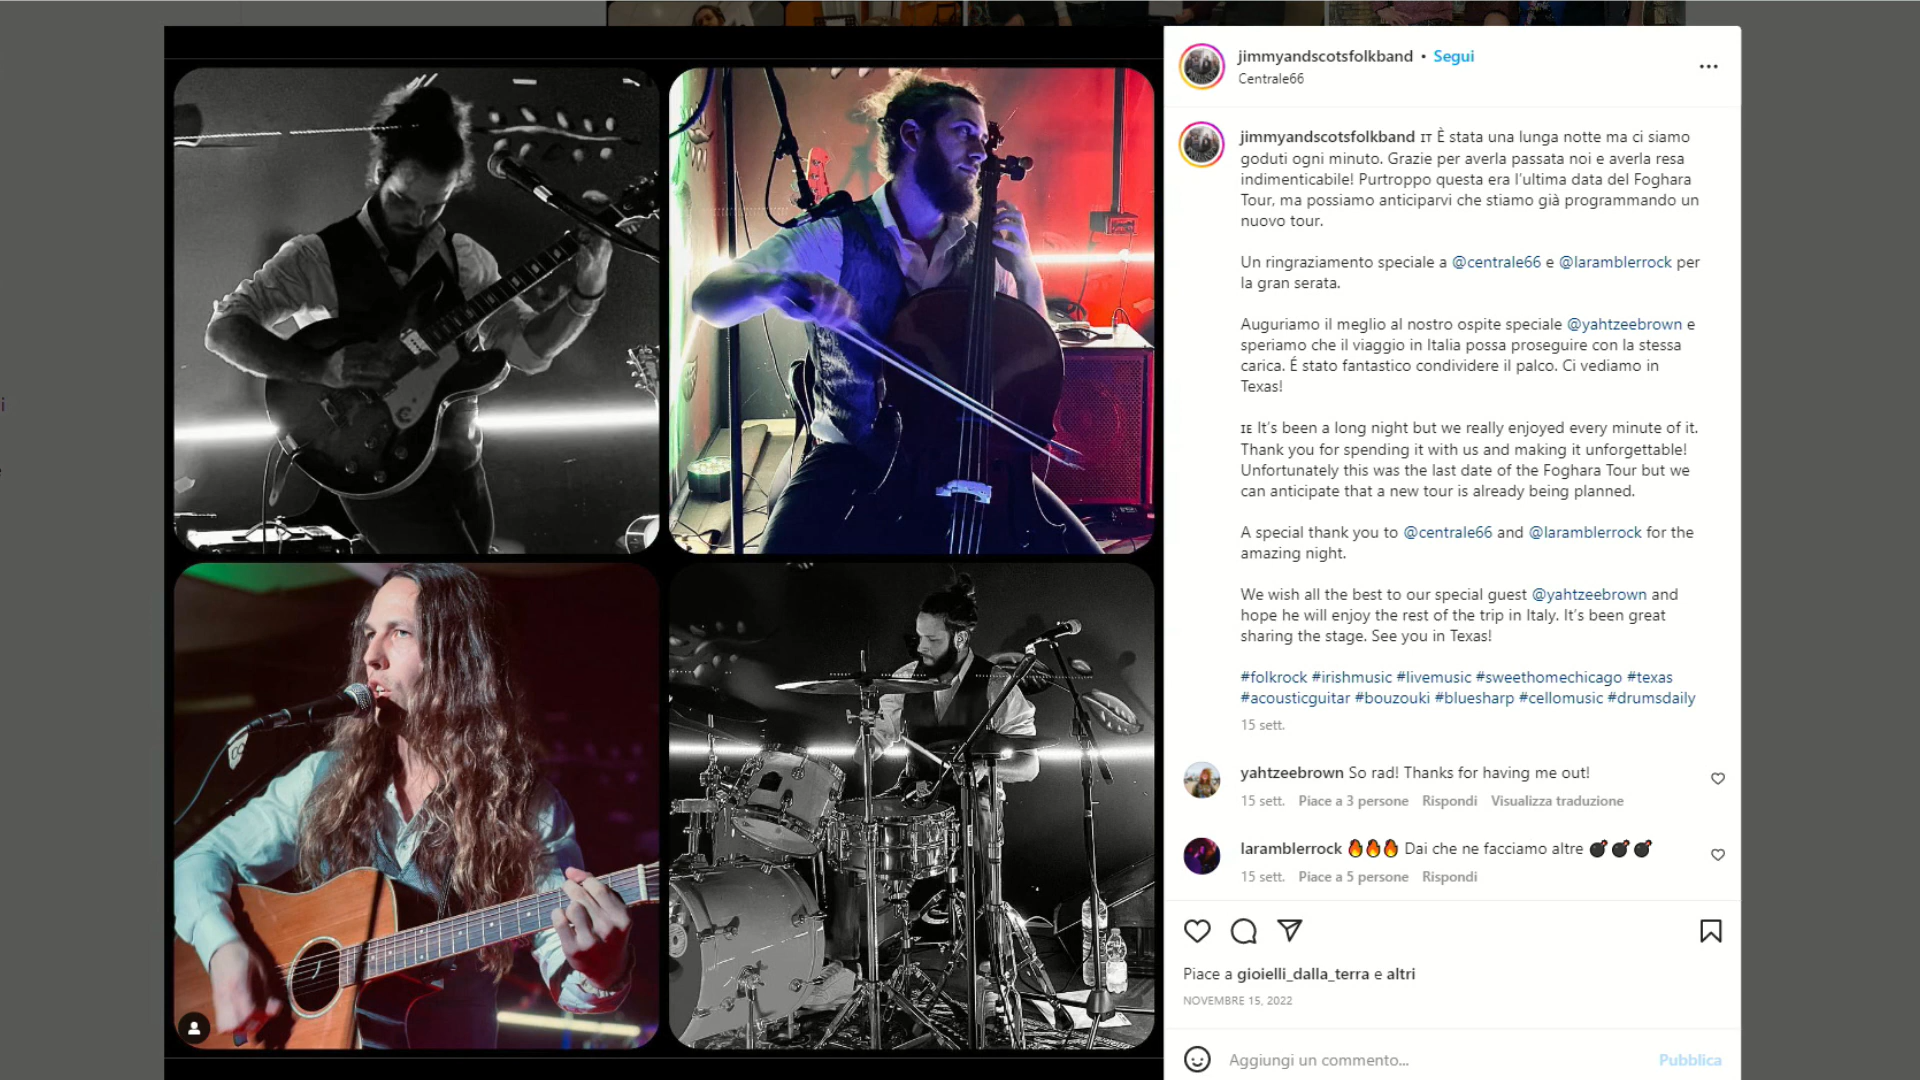 jimmyandscotsfolkband • Segui
Centrale66
jimmyandscotsfolkband IT È stata una lunga notte ma ci siamo
goduti ogni minuto. Grazie per averla passata noi e averla resa
indimenticabile! Purtroppo questa era l’ultima data del Foghara
Tour, ma possiamo anticiparvi che stiamo già programmando un
nuovo tour.
Un ringraziamento speciale a @centrale66 e @laramblerrock per
la gran serata.
Auguriamo il meglio al nostro ospite speciale @yahtzeebrown e
speriamo che il viaggio in Italia possa proseguire con la stessa
carica. É stato fantastico condividere il palco. Ci vediamo in
Texas!
IE It’s been a long night but we really enjoyed every minute of it.
Thank you for spending it with us and making it unforgettable!
Unfortunately this was the last date of the Foghara Tour but we
can anticipate that a new tour is already being planned.
A special thank you to @centrale66 and @laramblerrock for the
amazing night.
We wish all the best to our special guest @yahtzeebrown and
hope he will enjoy the rest of the trip in Italy. It’s been great
sharing the stage. See you in Texas!
#folkrock #irishmusic #livemusic #sweethomechicago #texas
#acousticguitar #bouzouki #bluesharp #cellomusic #drumsdaily
15 sett.
yahtzeebrown So rad! Thanks for having me out!
15 sett. Piace a 3 persone Rispondi Visualizza traduzione
laramblerrock 🔥🔥🔥 Dai che ne facciamo altre 💣💣💣
15 sett. Piace a 5 persone Rispondi
Piace a gioielli_dalla_terra e altri
NOVEMBRE 15, 2022
Aggiungi un commento... Pubblica